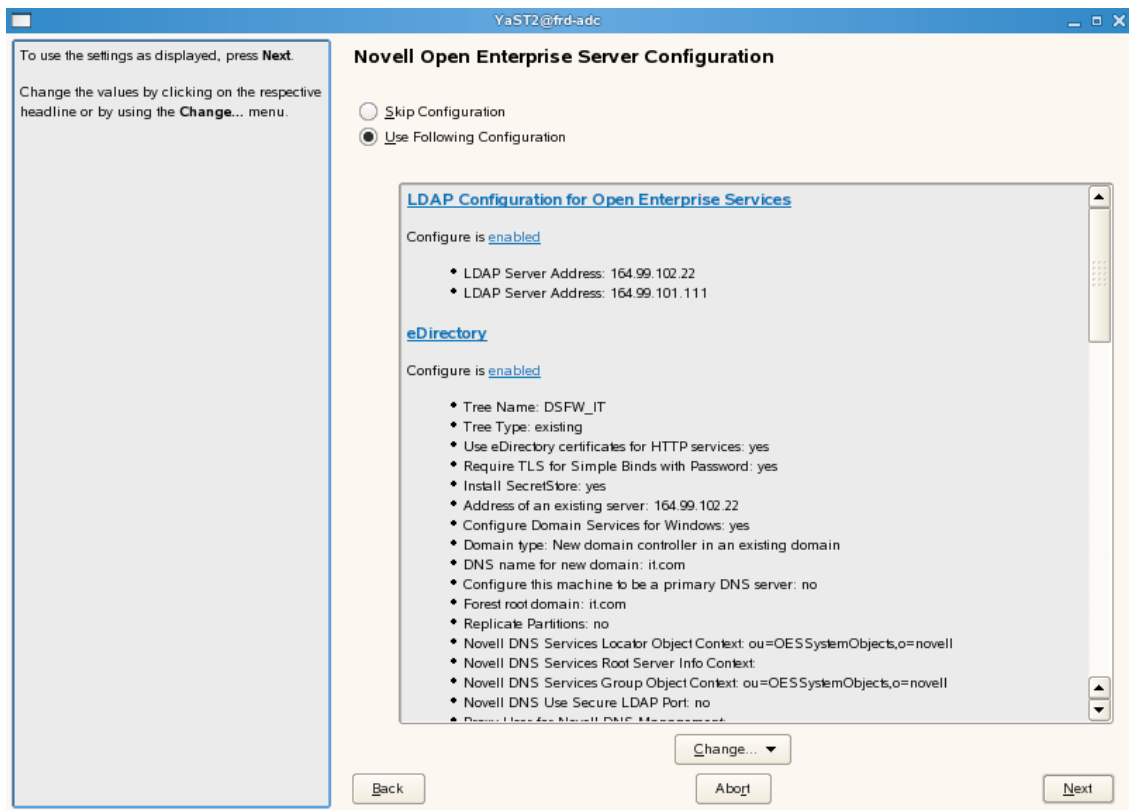 YaST2@frd-adc
To use the settings as displayed, press Next.
Change the values by clicking on the respective
headline or by using the Change... menu.
Novell Open Enterprise Server Configuration
Skip Configuration
Use Following Configuration
LDAP Configuration for Open Enterprise Services
Configure is enabled
• LDAP Server Address: 164.99.102.22
• LDAP Server Address: 164.99.101.111
eDirectory
Configure is enabled
• Tree Name: DSFW_IT
• Tree Type: existing
• Use eDirectory certificates for HTTP services: yes
• Require TLS for Simple Binds with Password: yes
• Install SecretStore: yes
• Address of an existing server: 164.99.102.22
• Configure Domain Services for Windows: yes
• Domain type: New domain controller in an existing domain
• DNS name for new domain: it.com
• Configure this machine to be a primary DNS server: no
• Forest root domain: it.com
• Replicate Partitions: no
• Novell DNS Services Locator Object Context: ou=OESSystemObjects,o=novell
• Novell DNS Services Root Server Info Context:
• Novell DNS Services Group Object Context: ou=OESSystemObjects,o=novell
• Novell DNS Use Secure LDAP Port: no
• Proxy User for Novell DNS Management:
Change...
Back
Abort
Next